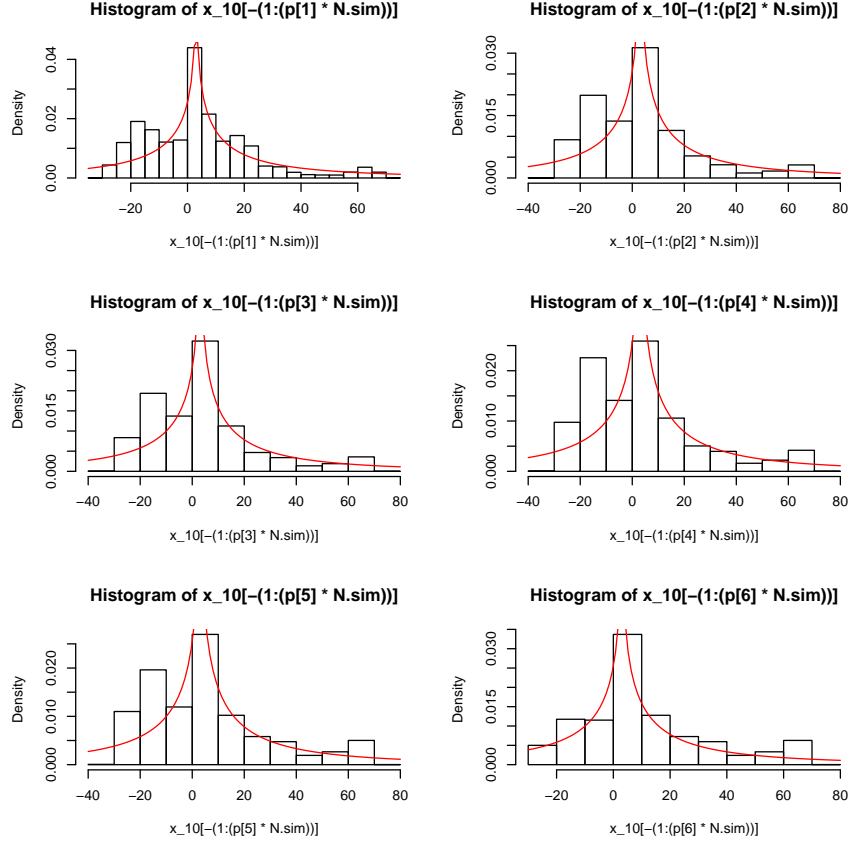 Histogram of x_10[−(1:(p[1] * N.sim))]
Density
0.00 0.02 0.04
−20 0 20 40 60
x_10[−(1:(p[1] * N.sim))]
Histogram of x_10[−(1:(p[2] * N.sim))]
Density
0.000 0.015 0.030
−40 −20 0 20 40 60 80
x_10[−(1:(p[2] * N.sim))]
Histogram of x_10[−(1:(p[3] * N.sim))]
Density
0.000 0.015 0.030
−40 −20 0 20 40 60 80
x_10[−(1:(p[3] * N.sim))]
Histogram of x_10[−(1:(p[4] * N.sim))]
Density
0.000 0.010 0.020
−40 −20 0 20 40 60 80
x_10[−(1:(p[4] * N.sim))]
Histogram of x_10[−(1:(p[5] * N.sim))]
Density
0.000 0.010 0.020
−40 −20 0 20 40 60 80
x_10[−(1:(p[5] * N.sim))]
Histogram of x_10[−(1:(p[6] * N.sim))]
Density
0.000 0.015 0.030
−20 0 20 40 60 80
x_10[−(1:(p[6] * N.sim))]